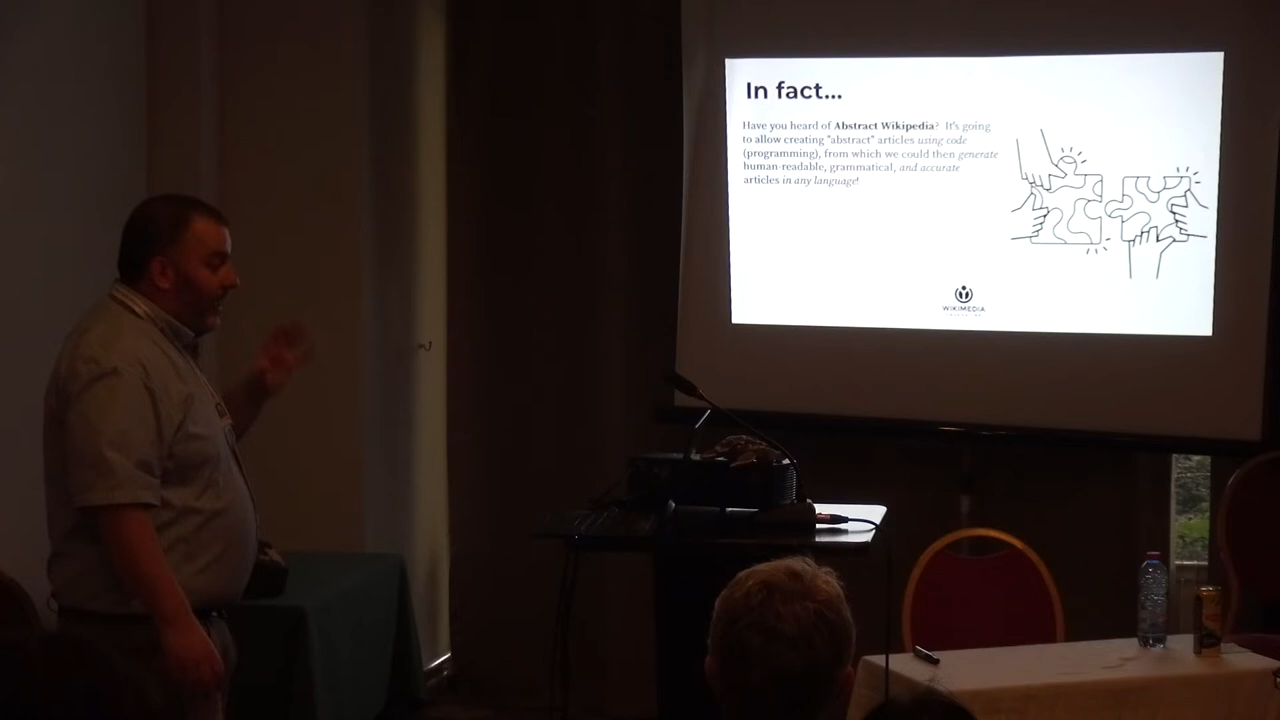 In fact...
Have you heard of Abstract Wikipedia? It's going
to allow creating "abstract" articles using code
(programming), from which we could then generate
human-readable, grammatical, and accurate
articles in any language!
WIKIMEDIA